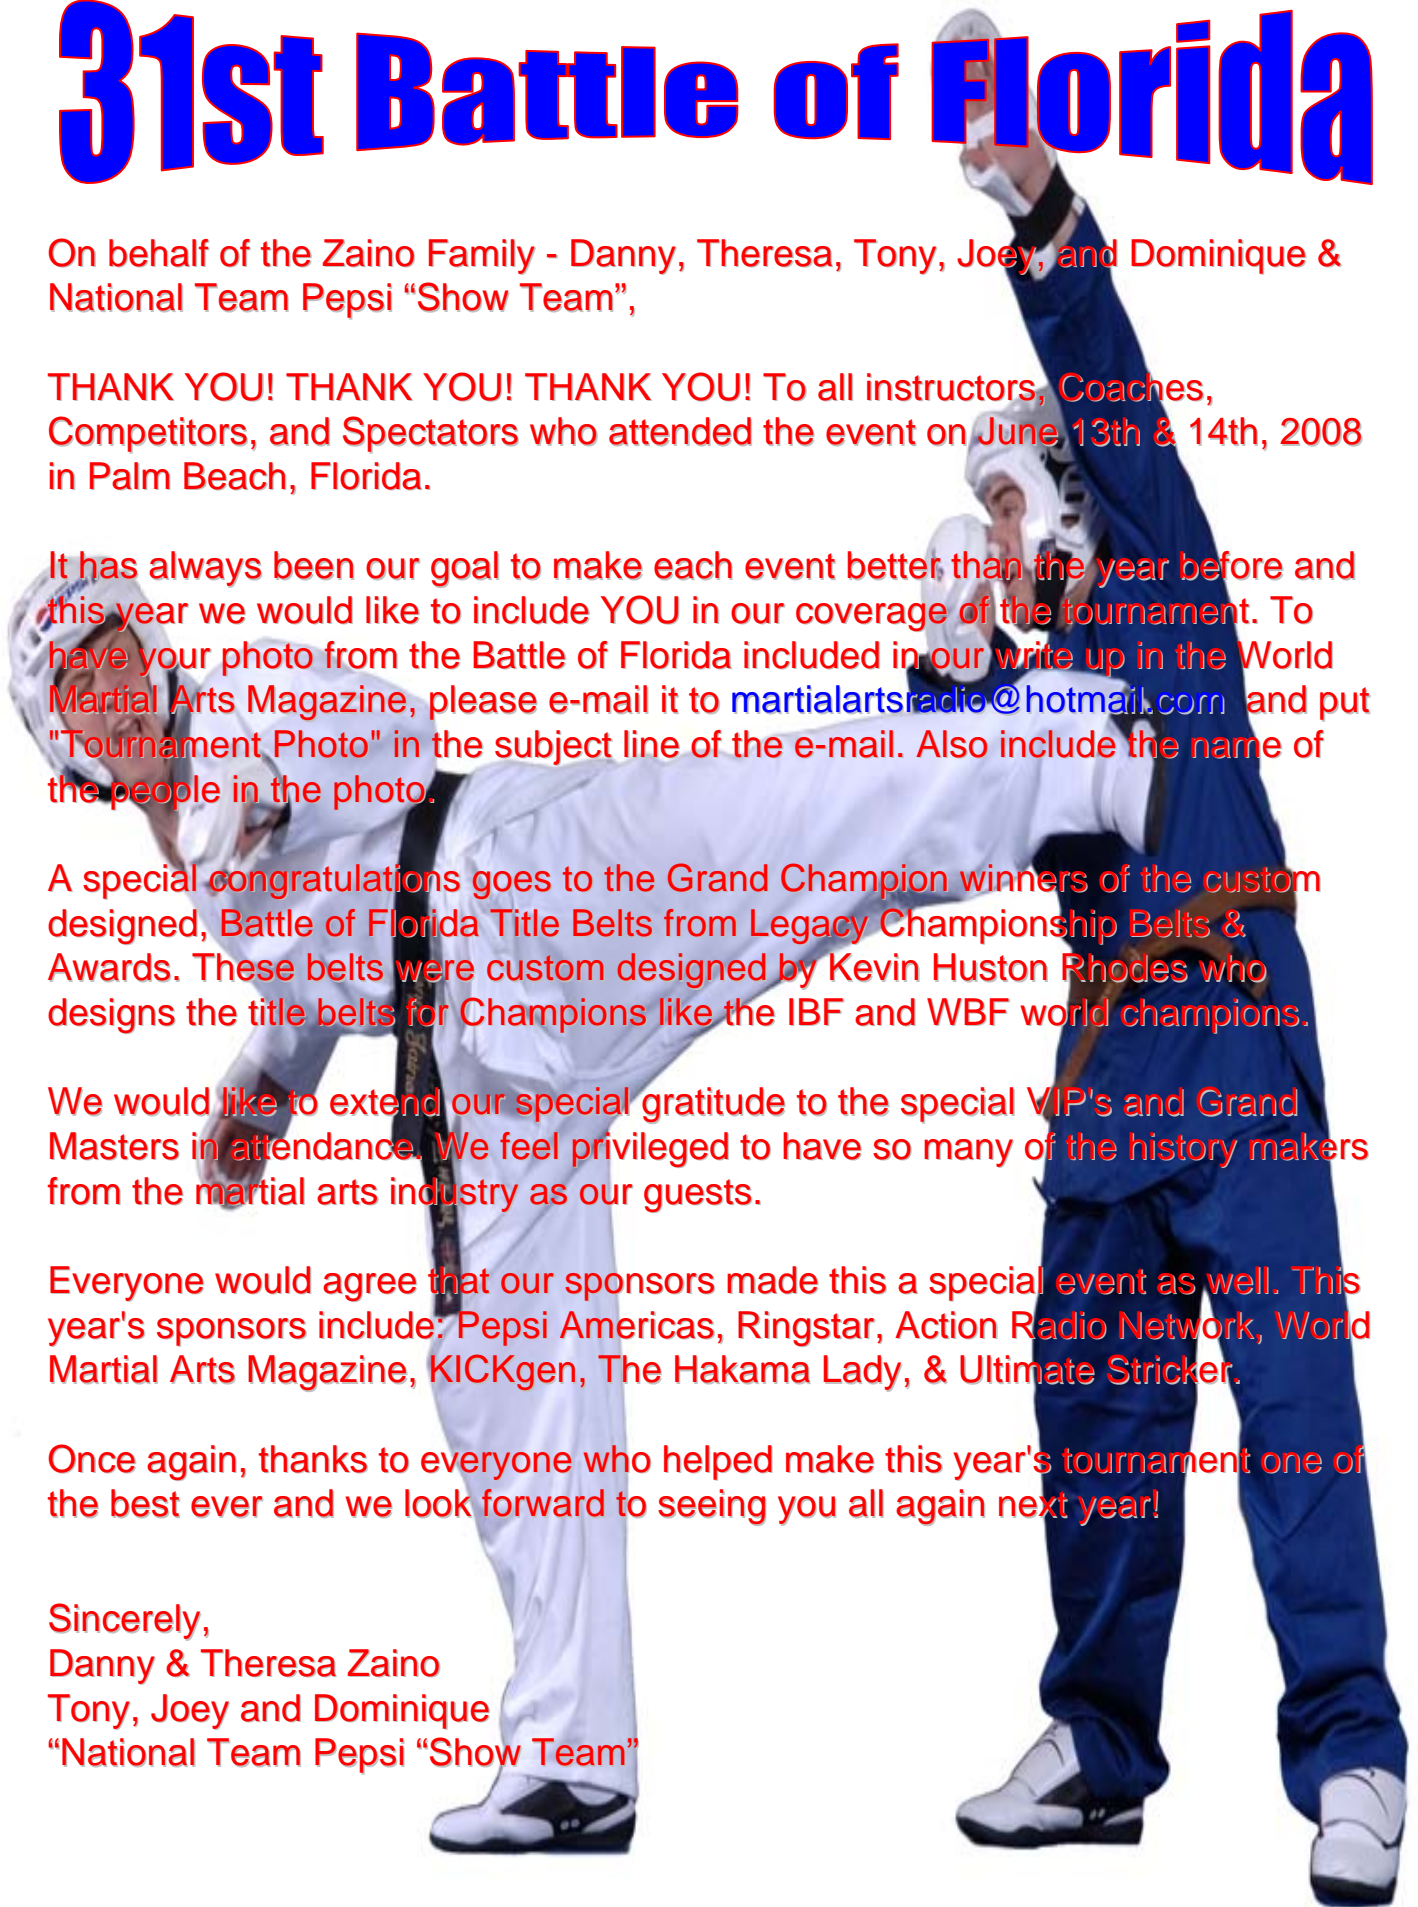 31st Battle of Florida
On behalf of the Zaino Family - Danny, Theresa, Tony, Joey, and Dominique &
National Team Pepsi “Show Team”,
THANK YOU! THANK YOU! THANK YOU! To all instructors, Coaches,
Competitors, and Spectators who attended the event on June 13th & 14th, 2008
in Palm Beach, Florida.
It has always been our goal to make each event better than the year before and
this year we would like to include YOU in our coverage of the tournament. To
have your photo from the Battle of Florida included in our write up in the World
Martial Arts Magazine, please e-mail it to martialartsradio@hotmail.com and put
"Tournament Photo" in the subject line of the e-mail. Also include the name of
the people in the photo.
A special congratulations goes to the Grand Champion winners of the custom
designed, Battle of Florida Title Belts from Legacy Championship Belts &
Awards. These belts were custom designed by Kevin Huston Rhodes who
designs the title belts for Champions like the IBF and WBF world champions.
We would like to extend our special gratitude to the special VIP's and Grand
Masters in attendance. We feel privileged to have so many of the history makers
from the martial arts industry as our guests.
Everyone would agree that our sponsors made this a special event as well. This
year's sponsors include: Pepsi Americas, Ringstar, Action Radio Network, World
Martial Arts Magazine, KICKgen, The Hakama Lady, & Ultimate Stricker.
Once again, thanks to everyone who helped make this year's tournament one of
the best ever and we look forward to seeing you all again next year!
Sincerely,
Danny & Theresa Zaino
Tony, Joey and Dominique
“National Team Pepsi “Show Team”